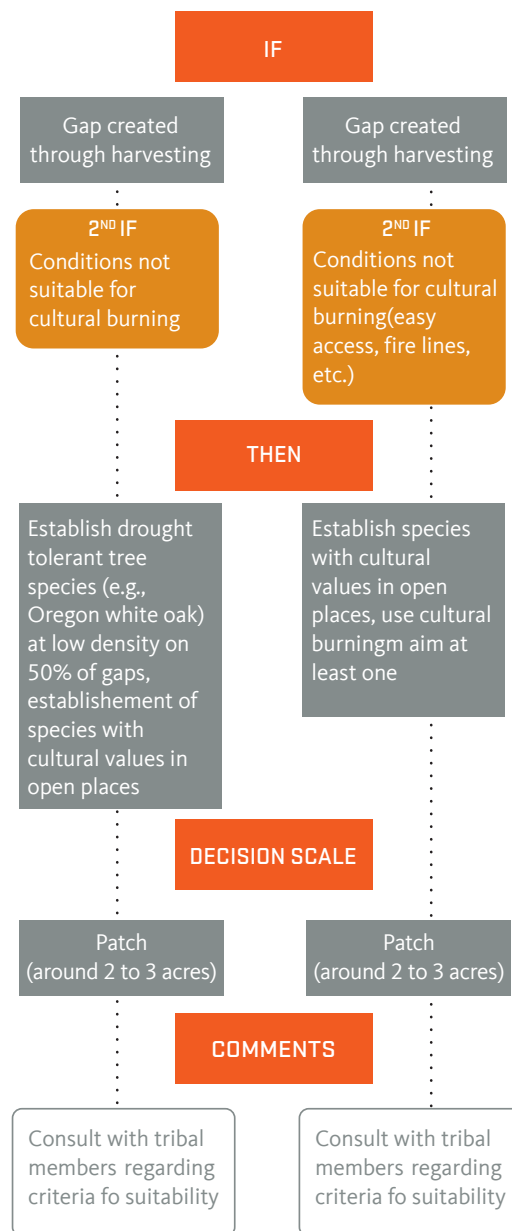 IF
Gap created
through harvesting
Gap created
through harvesting
2ND IF
Conditions not
suitable for
cultural burning
2ND IF
Conditions not
suitable for cultural
burning(easy
access, fire lines,
etc.)
THEN
Establish drought
tolerant tree
species (e.g.,
Oregon white oak)
at low density on
50% of gaps,
establishement of
species with
cultural values in
open places
Establish species
with cultural
values in open
places, use cultural
burningm aim at
least one
DECISION SCALE
Patch
(around 2 to 3 acres)
Patch
(around 2 to 3 acres)
COMMENTS
Consult with tribal
members regarding
criteria fo suitability
Consult with tribal
members regarding
criteria fo suitability